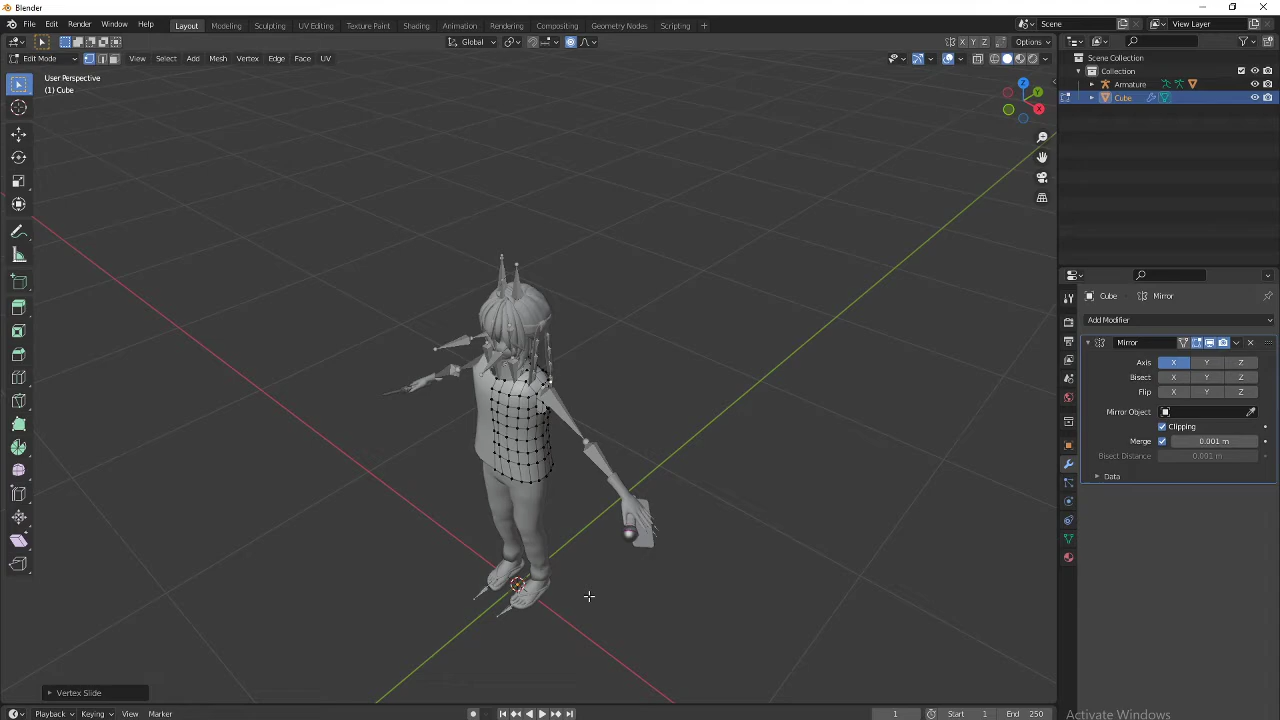 Blender
File Edit Render Window Help Layout Modeling Sculpting UV Editing Texture Paint Shading Animation Rendering Compositing Geometry Nodes Scripting + Scene View Layer
Global X Y Z Options
Edit Mode View Select Add Mesh Vertex Edge Face UV
User Perspective
(1) Cube
Z
Y
X
Scene Collection
Collection
Armature
Cube
Cube Mirror
Add Modifier
Mirror
Axis X Y Z
Bisect X Y Z
Flip X Y Z
Mirror Object
Clipping
Merge 0.001 m
Bisect Distance 0.001 m
Data
Vertex Slide
Playback Keying View Marker 1 Start 1 End 250
Activate Windows